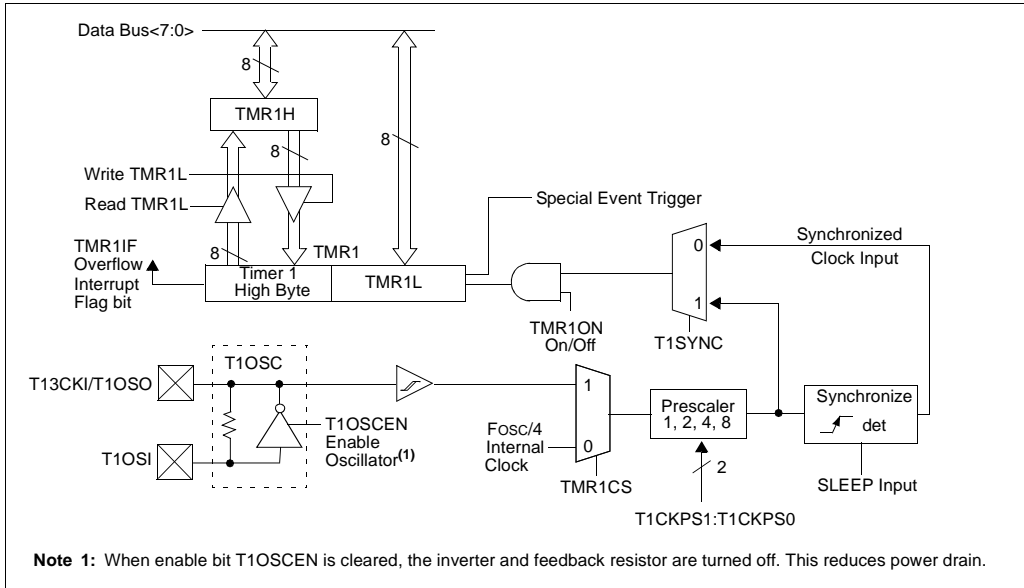 Data Bus<7:0>
8
TMR1H
8
8
Write TMR1L
Read TMR1L
Special Event Trigger
8
TMR1IF
Overflow
Interrupt
Flag bit
TMR1
Timer 1
High Byte
TMR1L
0
1
Synchronized
Clock Input
TMR1ON
On/Off
T1SYNC
T13CKI/T1OSO
T1OSC
T1OSI
T1OSCEN
Enable
Oscillator(1)
FOSC/4
Internal
Clock
1
0
TMR1CS
Prescaler
1, 2, 4, 8
2
T1CKPS1:T1CKPS0
Synchronize
det
SLEEP Input
Note 1: When enable bit T1OSCEN is cleared, the inverter and feedback resistor are turned off. This reduces power drain.